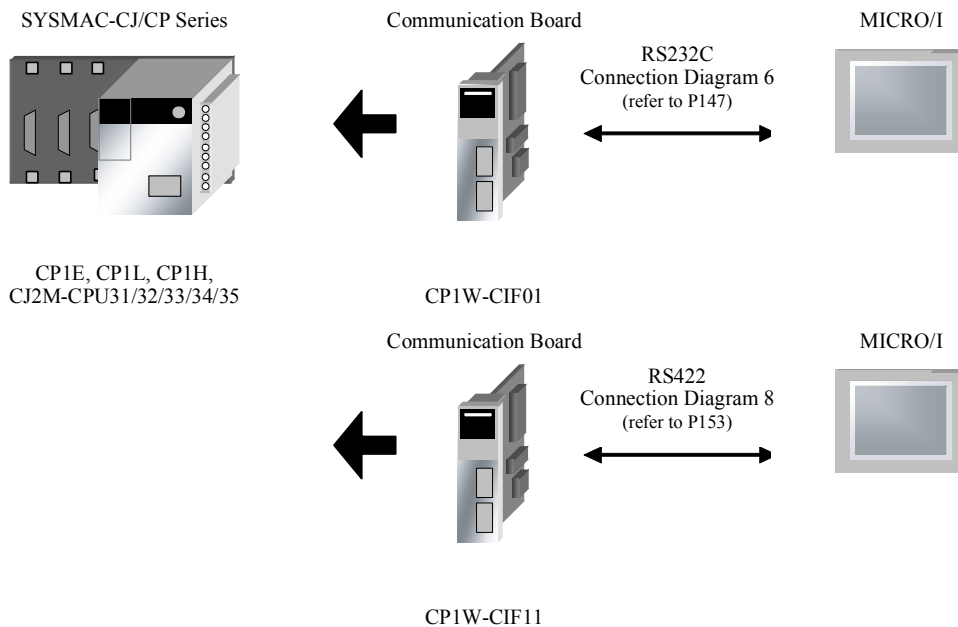 SYSMAC-CJ/CP Series
Communication Board
MICRO/I
RS232C
Connection Diagram 6
(refer to P147)
CP1E, CP1L, CP1H,
CJ2M-CPU31/32/33/34/35
CP1W-CIF01
Communication Board
MICRO/I
RS422
Connection Diagram 8
(refer to P153)
CP1W-CIF11